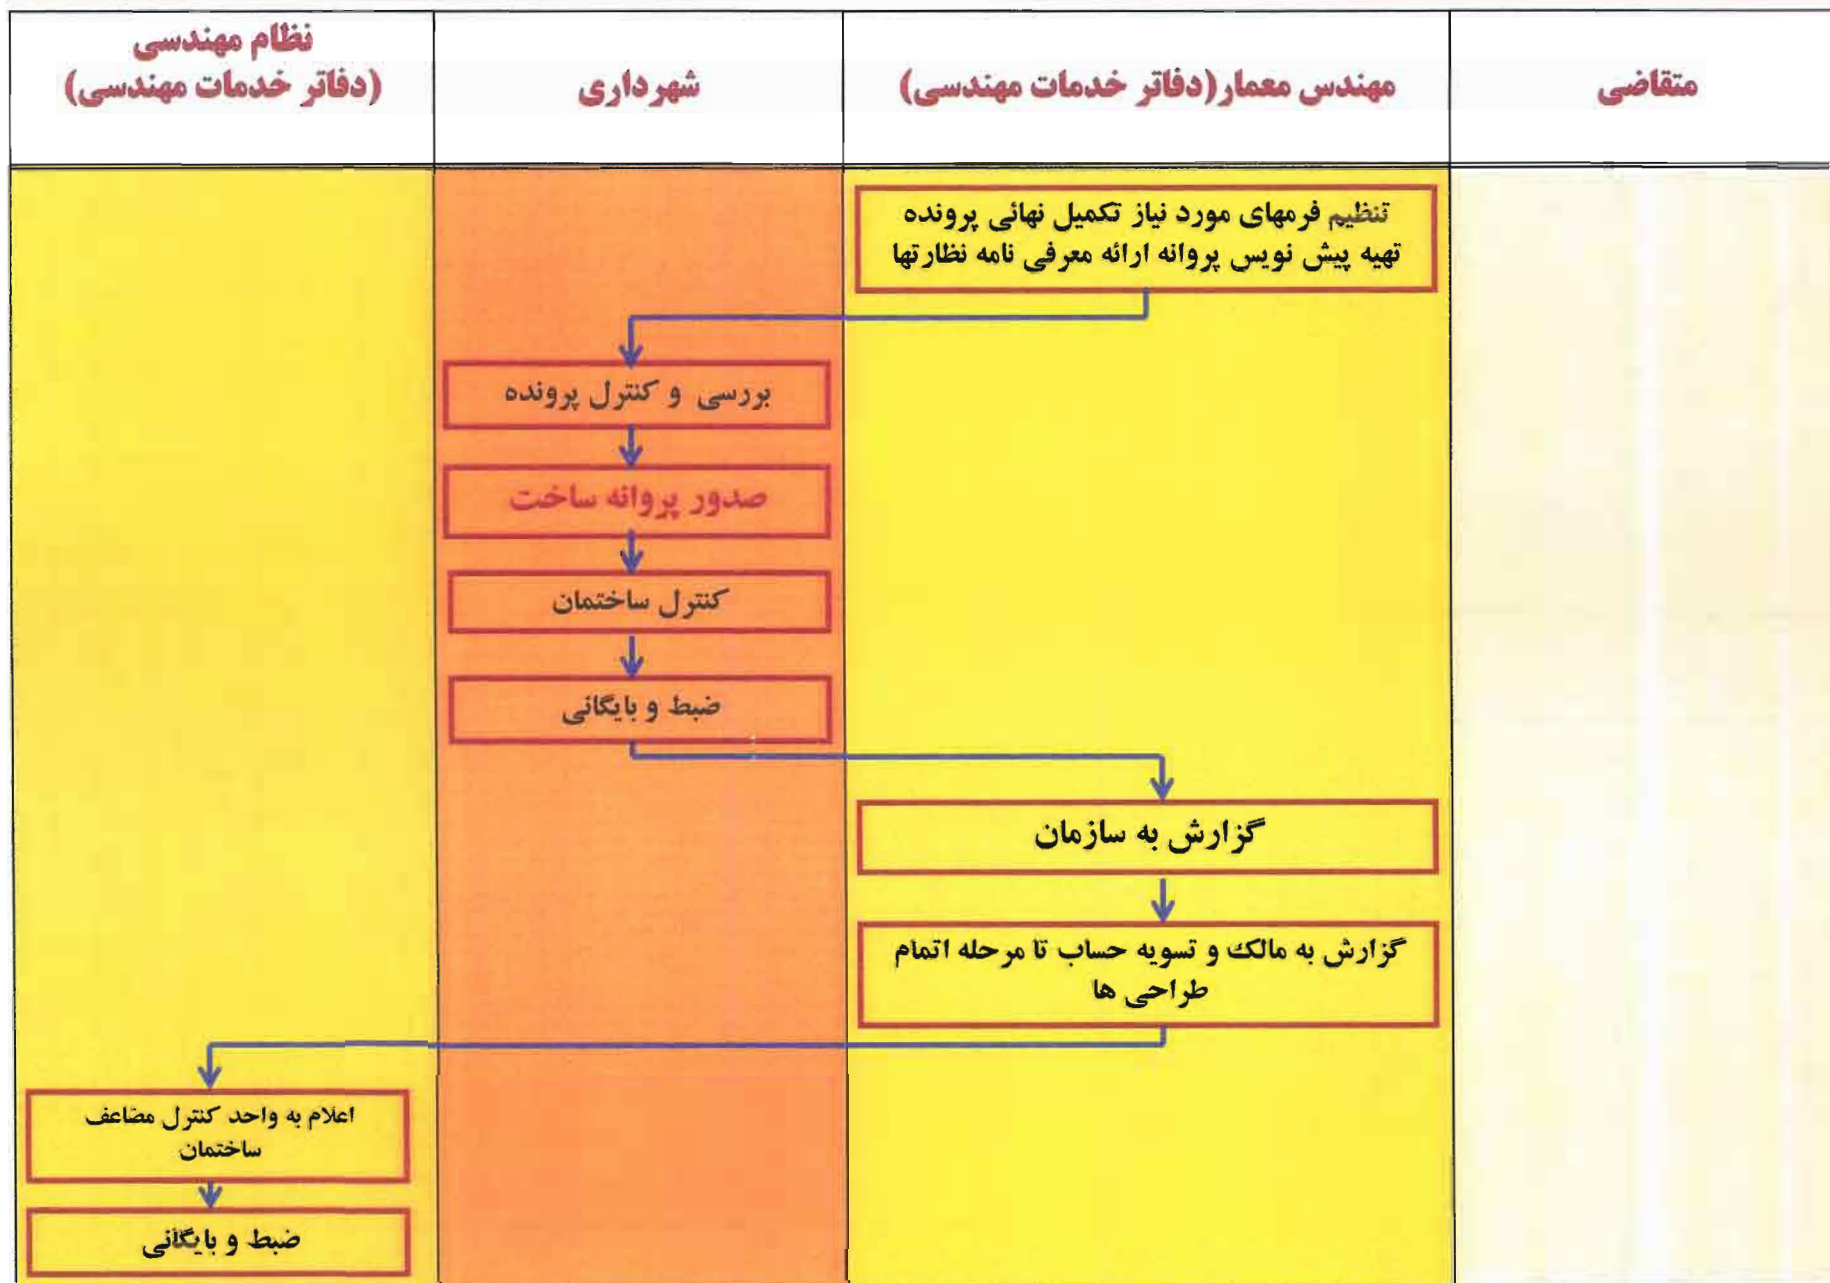 متقاضی
مهندس معمار(دفاتر خدمات مهندسی)
شهرداری
نظام مهندسی
(دفاتر خدمات مهندسی)
تنظیم فرمهای مورد نیاز تکمیل نهائی پرونده
تهیه پیش نویس پروانه ارائه معرفی نامه نظارتها
بررسی و کنترل پرونده
صدور پروانه ساخت
کنترل ساختمان
ضبط و بایگانی
گزارش به سازمان
گزارش به مالک و تسویه حساب تا مرحله اتمام
طراحی ها
اعلام به واحد کنترل مضاعف
ساختمان
ضبط و بایگانی